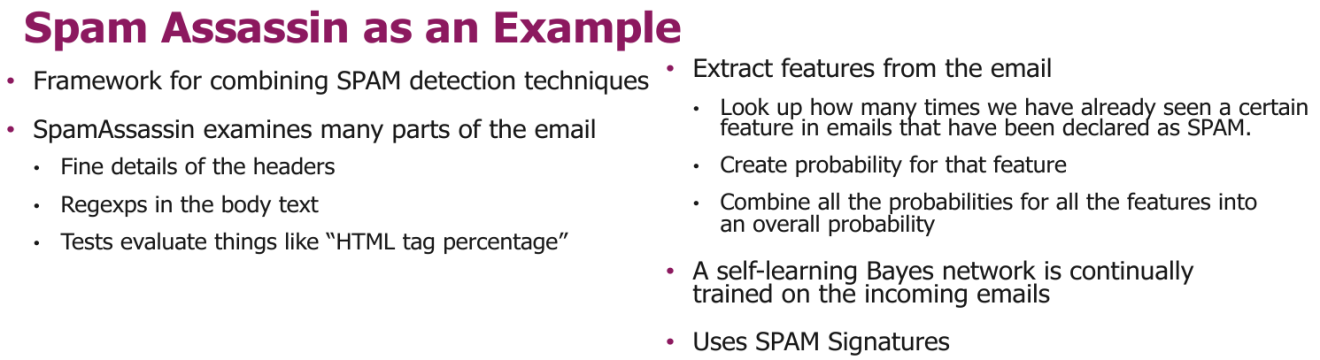 Spam Assassin as an Example
• Framework for combining SPAM detection techniques
• SpamAssassin examines many parts of the email
• Fine details of the headers
• Regexps in the body text
• Tests evaluate things like “HTML tag percentage”
• Extract features from the email
• Look up how many times we have already seen a certain
feature in emails that have been declared as SPAM.
• Create probability for that feature
• Combine all the probabilities for all the features into
an overall probability
• A self-learning Bayes network is continually
trained on the incoming emails
• Uses SPAM Signatures